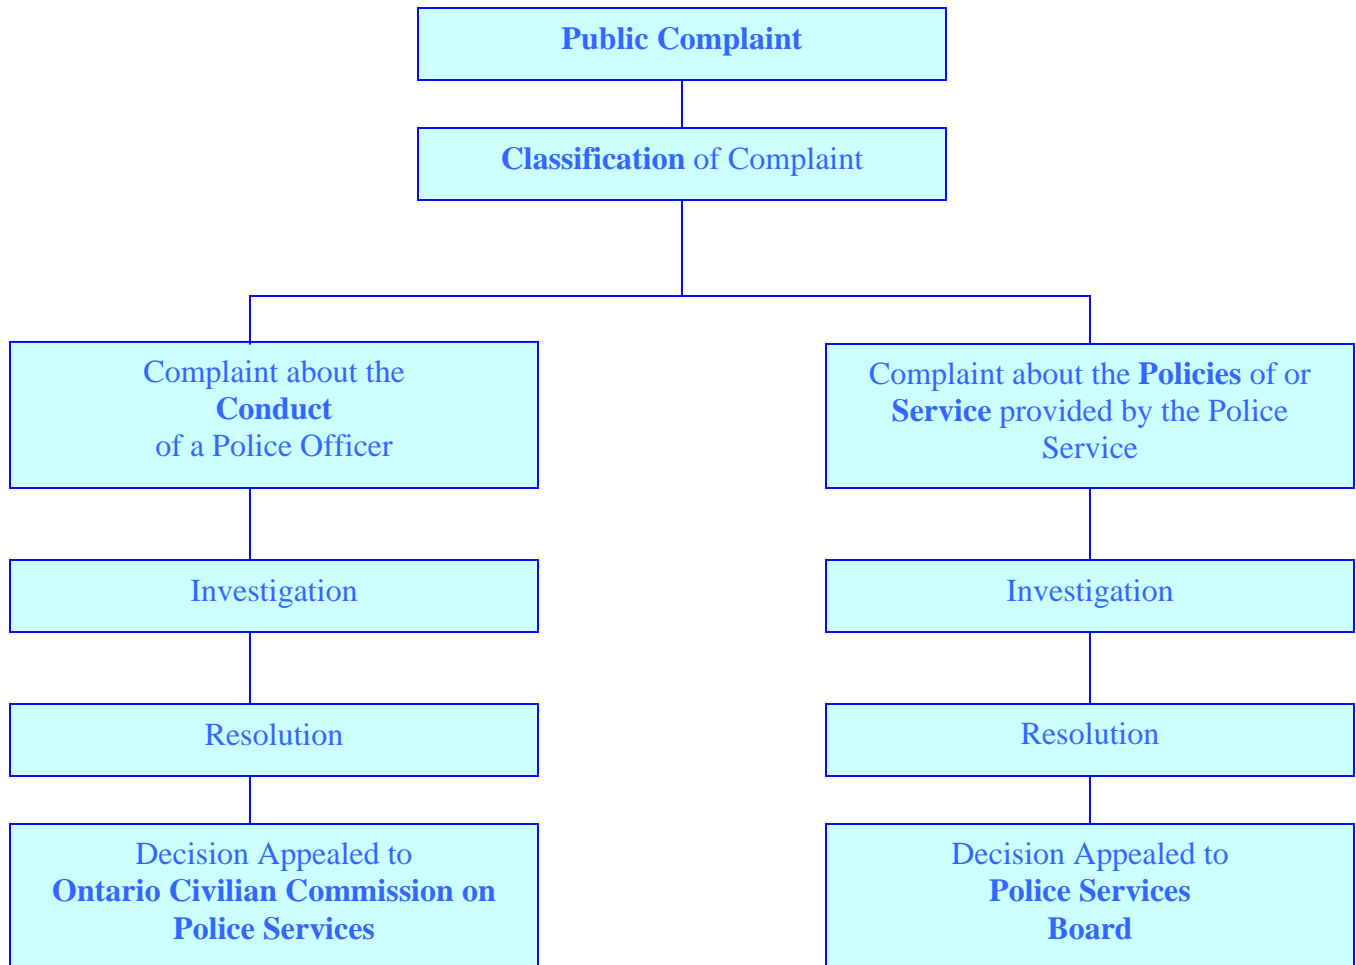 Public Complaint
Classification of Complaint
Complaint about the
Conduct
of a Police Officer
Complaint about the Policies of or
Service provided by the Police
Service
Investigation
Investigation
Resolution
Resolution
Decision Appealed to
Ontario Civilian Commission on
Police Services
Decision Appealed to
Police Services
Board